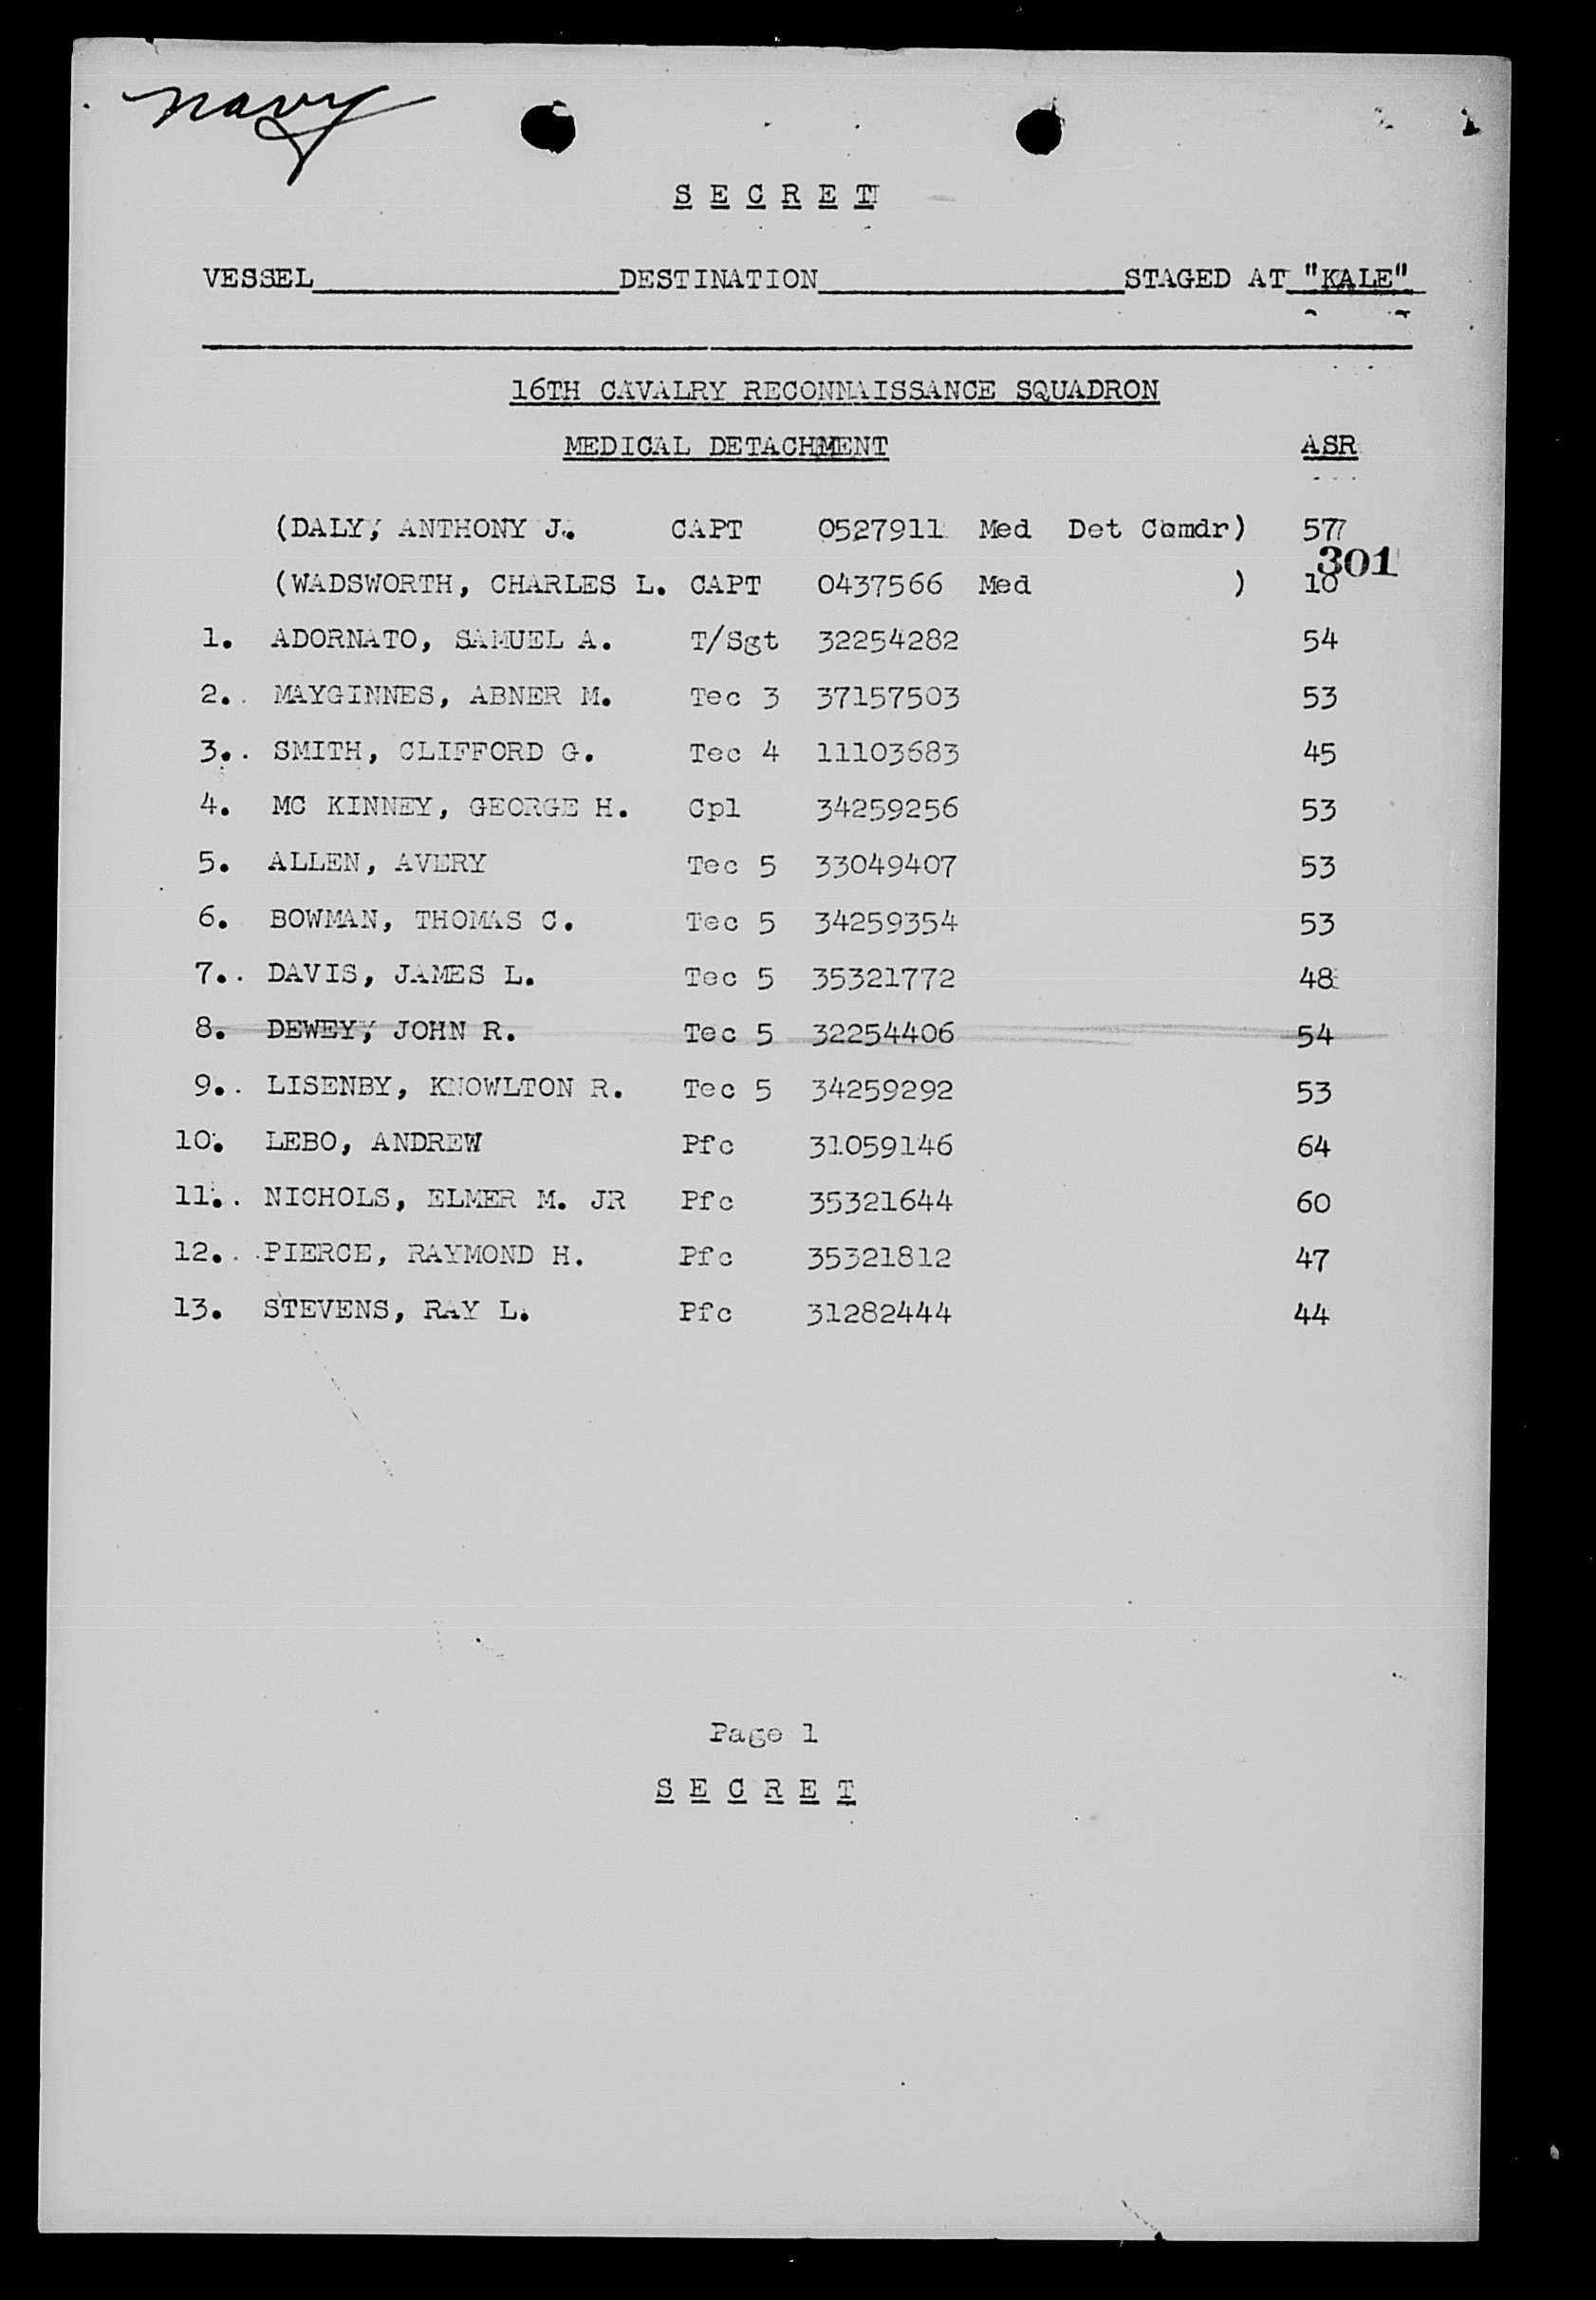 Navy
S E C R E T
VESSEL DESTINATION STAGED AT "KALE"
16TH CAVALRY RECONNAISSANCE SQUADRON
MEDICAL DETACHMENT ASR
(DALY, ANTHONY J. CAPT 0527911 Med Det Comdr) 57
301
(WADSWORTH, CHARLES L. CAPT 0437566 Med ) 10
1. ADORNATO, SAMUEL A. T/Sgt 32254282 54
2. MAYGINNES, ABNER M. Tec 3 37157503 53
3. SMITH, CLIFFORD G. Tec 4 11103683 45
4. MC KINNEY, GEORGE H. Cpl 34259256 53
5. ALLEN, AVERY Tec 5 33049407 53
6. BOWMAN, THOMAS C. Tec 5 34259354 53
7. DAVIS, JAMES L. Tec 5 35321772 48
8. DEWEY, JOHN R. Tec 5 32254406 54
9. LISENBY, KNOWLTON R. Tec 5 34259292 53
10. LEBO, ANDREW Pfc 31059146 64
11. NICHOLS, ELMER M. JR Pfc 35321644 60
12. PIERCE, RAYMOND H. Pfc 35321812 47
13. STEVENS, RAY L. Pfc 31282444 44
Page 1
S E C R E T